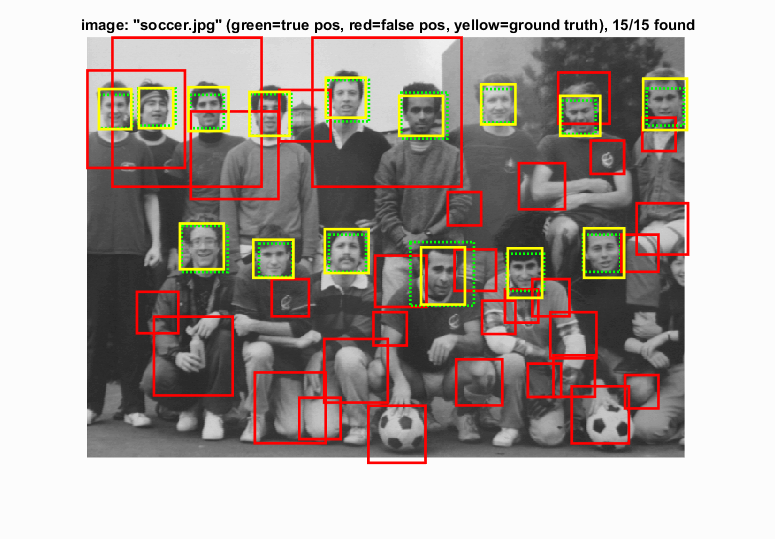 image: "soccer.jpg" (green=true pos, red=false pos, yellow=ground truth), 15/15 found